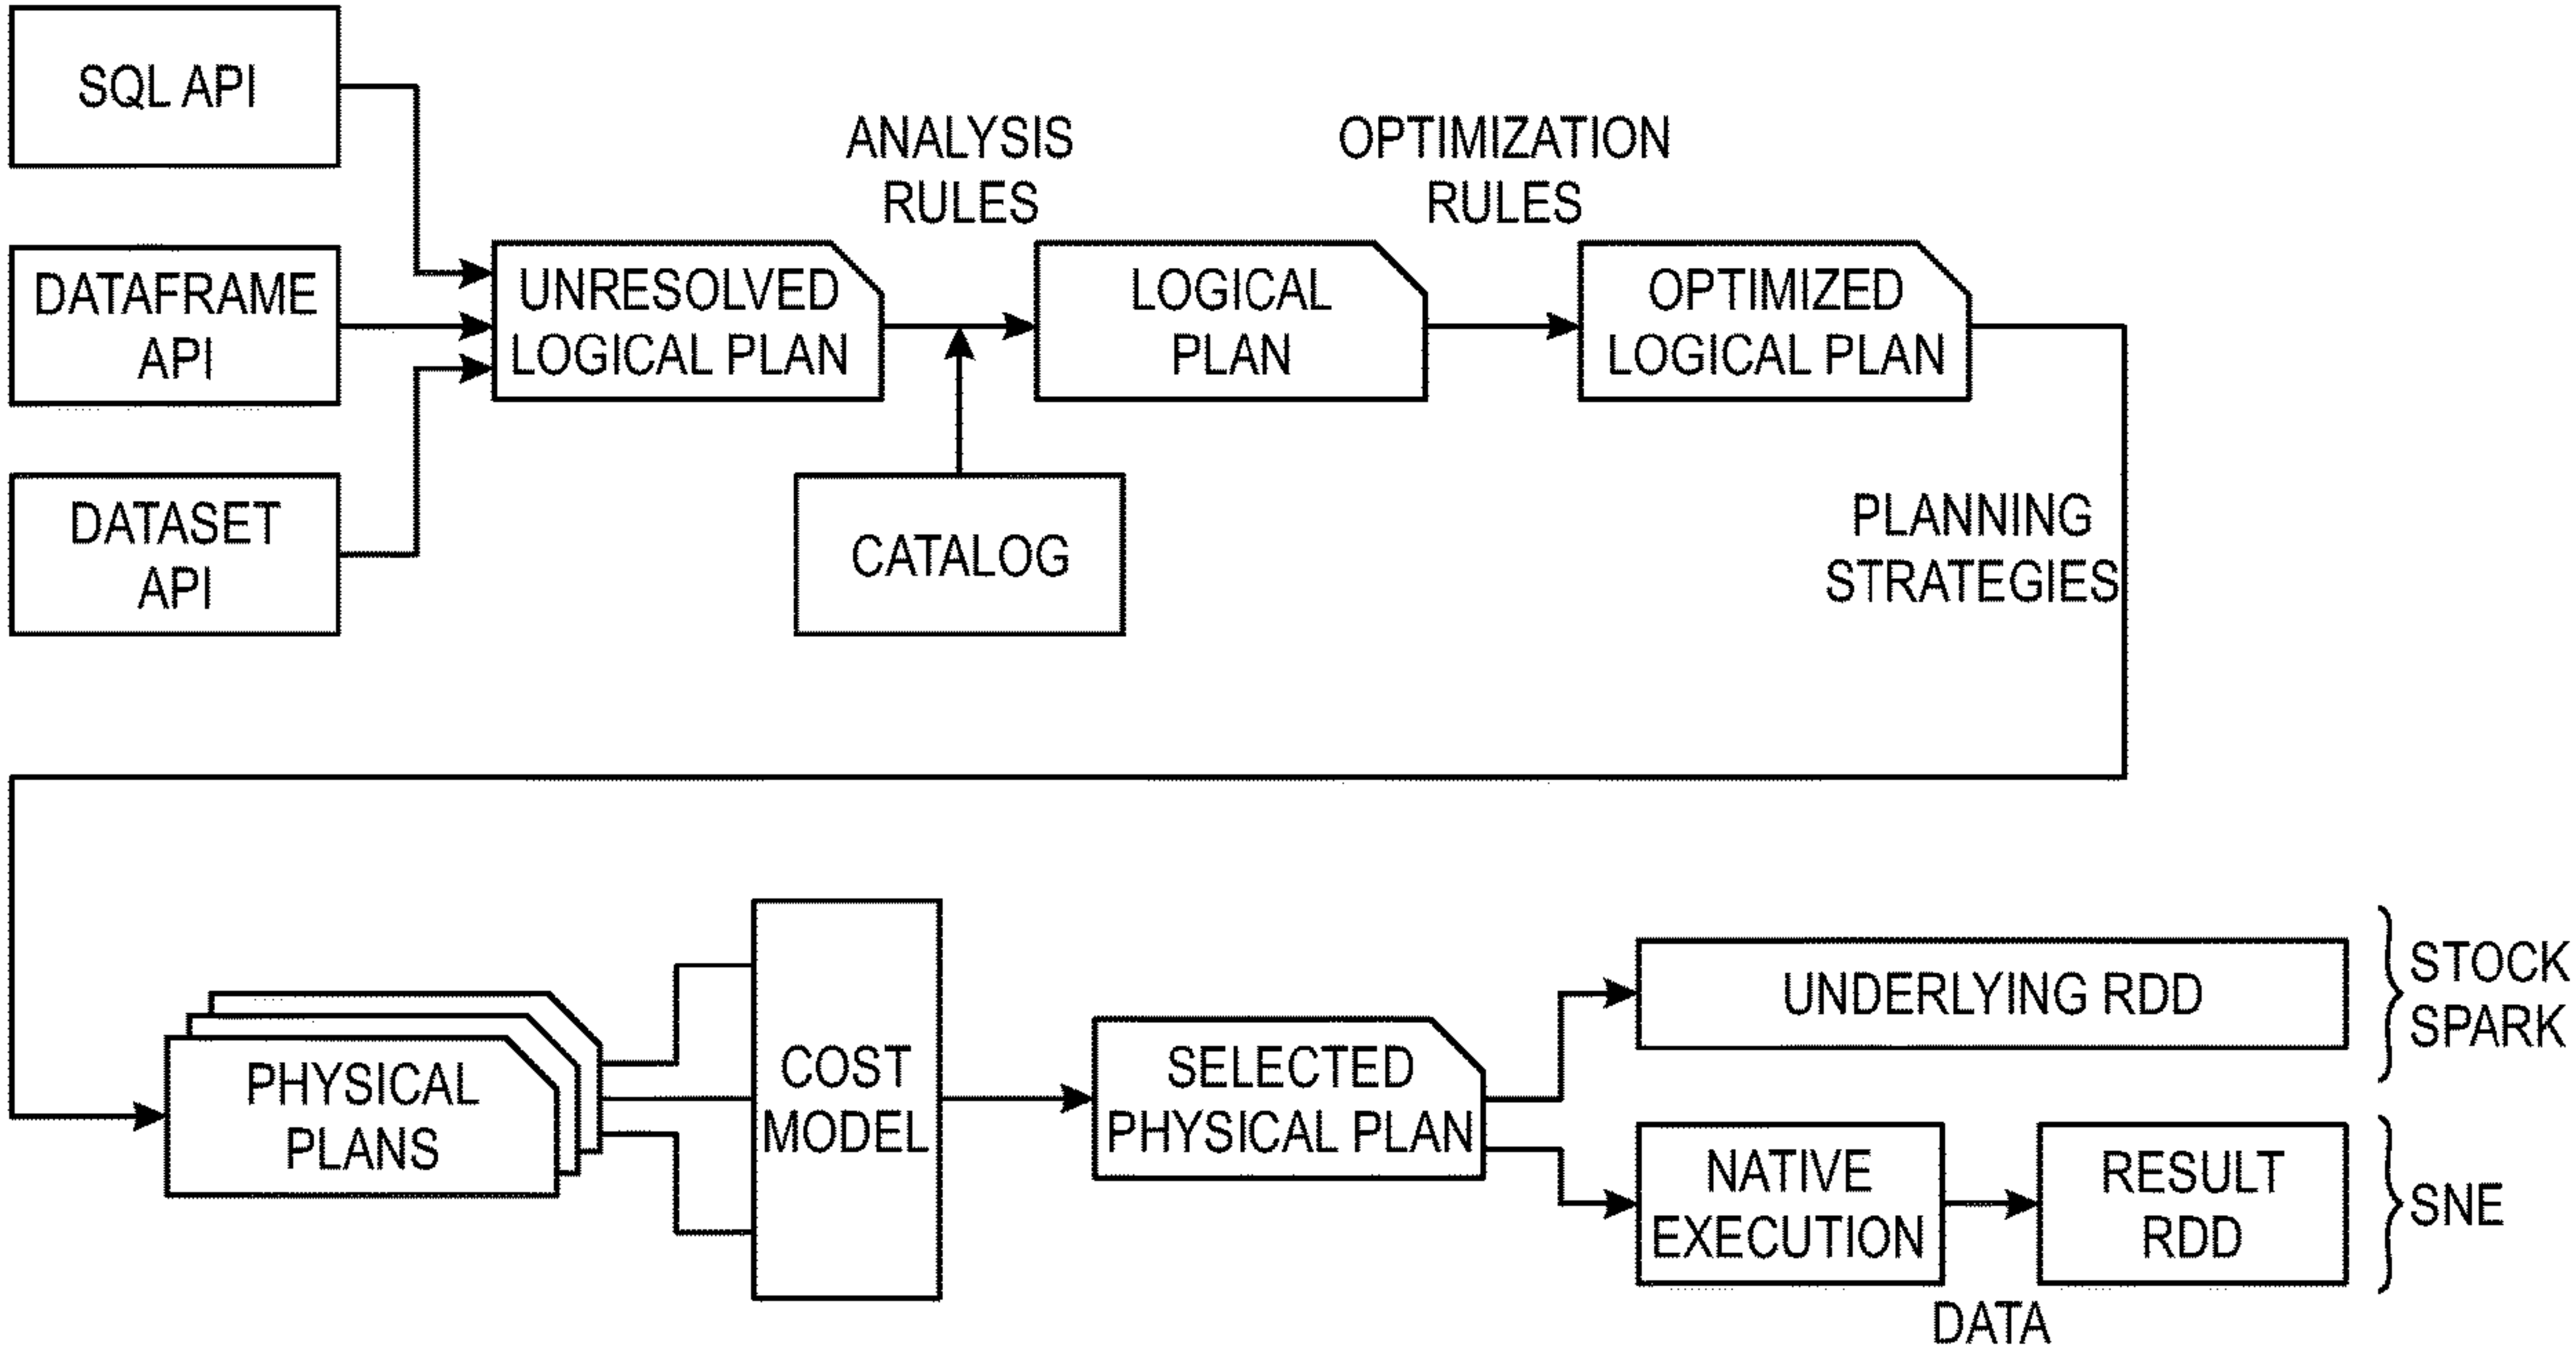 SQL API
DATAFRAME
API
DATASET
API
UNRESOLVED
LOGICAL PLAN
ANALYSIS
RULES
CATALOG
LOGICAL
PLAN
OPTIMIZATION
RULES
OPTIMIZED
LOGICAL PLAN
PLANNING
STRATEGIES
PHYSICAL
PLANS
COST
MODEL
SELECTED
PHYSICAL PLAN
UNDERLYING RDD
STOCK
SPARK
NATIVE
EXECUTION
DATA
RESULT
RDD
SNE